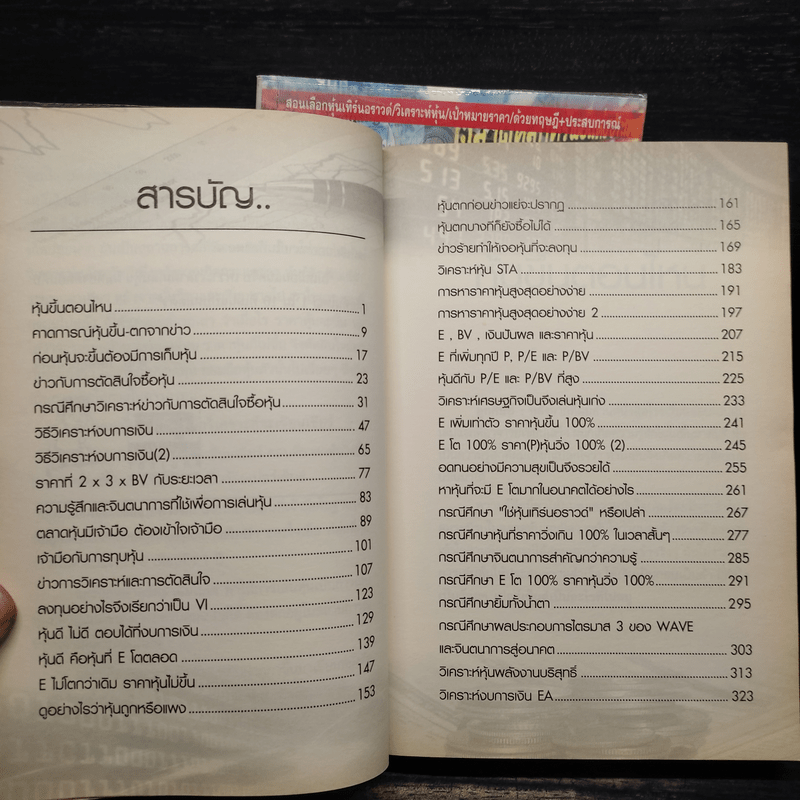 สอนเลือกหุ้นเทิร์นอราวด์/วิเคราะห์หุ้น/เป้าหมายราคา/ด้วยทฤษฎี+ประสบการณ์
สารบัญ..
หุ้นขึ้นตอนไหน 1
คาดการณ์หุ้นขึ้น-ตกจากข่าว 9
ก่อนหุ้นจะขึ้นต้องมีการเก็บหุ้น 17
ข่าวกับการตัดสินใจซื้อหุ้น 23
กรณีศึกษาวิเคราะห์ข่าวกับการตัดสินใจซื้อหุ้น 31
วิธีวิเคราะห์งบการเงิน 47
วิธีวิเคราะห์งบการเงิน(2) 65
ราคาที่ 2 x 3 x BV กับระยะเวลา 77
ความรู้สึกและจินตนาการที่ใช้เพื่อการเล่นหุ้น 83
ตลาดหุ้นมีเจ้ามือ ต้องเข้าใจเจ้ามือ 89
เจ้ามือกับการทุบหุ้น 101
ข่าวการวิเคราะห์และการตัดสินใจ 107
ลงทุนอย่างไรจึงเรียกว่าเป็น VI 123
หุ้นดี ไม่ดี ตอบได้ที่งบการเงิน 129
หุ้นดี คือหุ้นที่ E โตตลอด 139
E ไม่โตกว่าเดิม ราคาหุ้นไม่ขึ้น 147
ดูอย่างไรว่าหุ้นถูกหรือแพง 153
หุ้นตกก่อนข่าวแย่จะปรากฏ 161
หุ้นตกบางทีก็ยังซื้อไม่ได้ 165
ข่าวร้ายทำให้เจอหุ้นที่จะลงทุน 169
วิเคราะห์หุ้น STA 183
การหาราคาหุ้นสูงสุดอย่างง่าย 191
การหาราคาหุ้นสูงสุดอย่างง่าย 2 197
E , BV , เงินปันผล และราคาหุ้น 207
E ที่เพิ่มทุกปี P, P/E และ P/BV 215
หุ้นดีกับ P/E และ P/BV ที่สูง 225
วิเคราะห์เศรษฐกิจเป็นจึงเล่นหุ้นเก่ง 233
E เพิ่มเท่าตัว ราคาหุ้นขึ้น 100% 241
E โต 100% ราคา(P)หุ้นวิ่ง 100% (2) 245
อดทนอย่างมีความสุขเป็นจึงรวยได้ 255
หาหุ้นที่จะมี E โตมากในอนาคตได้อย่างไร 261
กรณีศึกษา "ใช่หุ้นเทิร์นอราวด์" หรือเปล่า 267
กรณีศึกษาหุ้นที่ราคาวิ่งเกิน 100% ในเวลาสั้นๆ 277
กรณีศึกษาจินตนาการสำคัญกว่าความรู้ 285
กรณีศึกษา E โต 100% ราคาหุ้นวิ่ง 100% 291
กรณีศึกษายิ้มทั้งน้ำตา 295
กรณีศึกษาผลประกอบการไตรมาส 3 ของ WAVE
และจินตนาการสู่อนาคต 303
วิเคราะห์หุ้นพลังงานบริสุทธิ์ 313
วิเคราะห์งบการเงิน EA 323